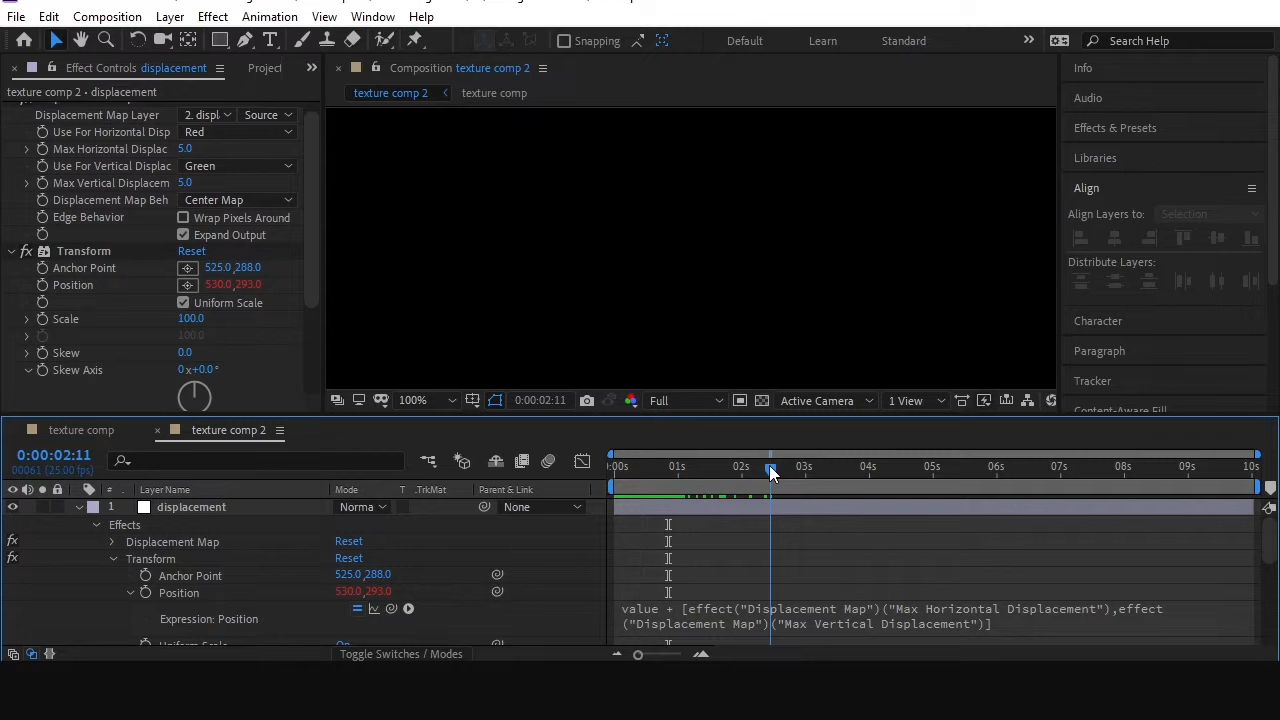 File Edit Composition Layer Effect Animation View Window Help
Snapping Default Learn Standard Search Help
Effect Controls displacement Project
texture comp 2 • displacement
Displacement Map Layer 2. displ Source
Use For Horizontal Disp Red
Max Horizontal Displac 5.0
Use For Vertical Displac Green
Max Vertical Displacem 5.0
Displacement Map Beh Center Map
Edge Behavior Wrap Pixels Around
Expand Output
fx Transform Reset
Anchor Point 525.0,288.0
Position 530.0,293.0
Uniform Scale
Scale 100.0
100.0
Skew 0.0
Skew Axis 0x+0.0°
Composition texture comp 2
texture comp 2 texture comp
100% 0:00:02:11 Full Active Camera 1 View
Info
Audio
Effects & Presets
Libraries
Align
Align Layers to: Selection
Distribute Layers:
Character
Paragraph
Tracker
Content-Aware Fill
texture comp texture comp 2
0:00:02:11
00061 (25.00 fps)
:00s 01s 02s 03s 04s 05s 06s 07s 08s 09s 10s
# Layer Name Mode T .TrkMat Parent & Link
1 displacement Norma None
Effects
fx Displacement Map Reset
fx Transform Reset
Anchor Point 525.0,288.0
Position 530.0,293.0
Expression: Position
value + [effect("Displacement Map")("Max Horizontal Displacement"),effect
("Displacement Map")("Max Vertical Displacement")]
Uniform Scale On
Toggle Switches / Modes